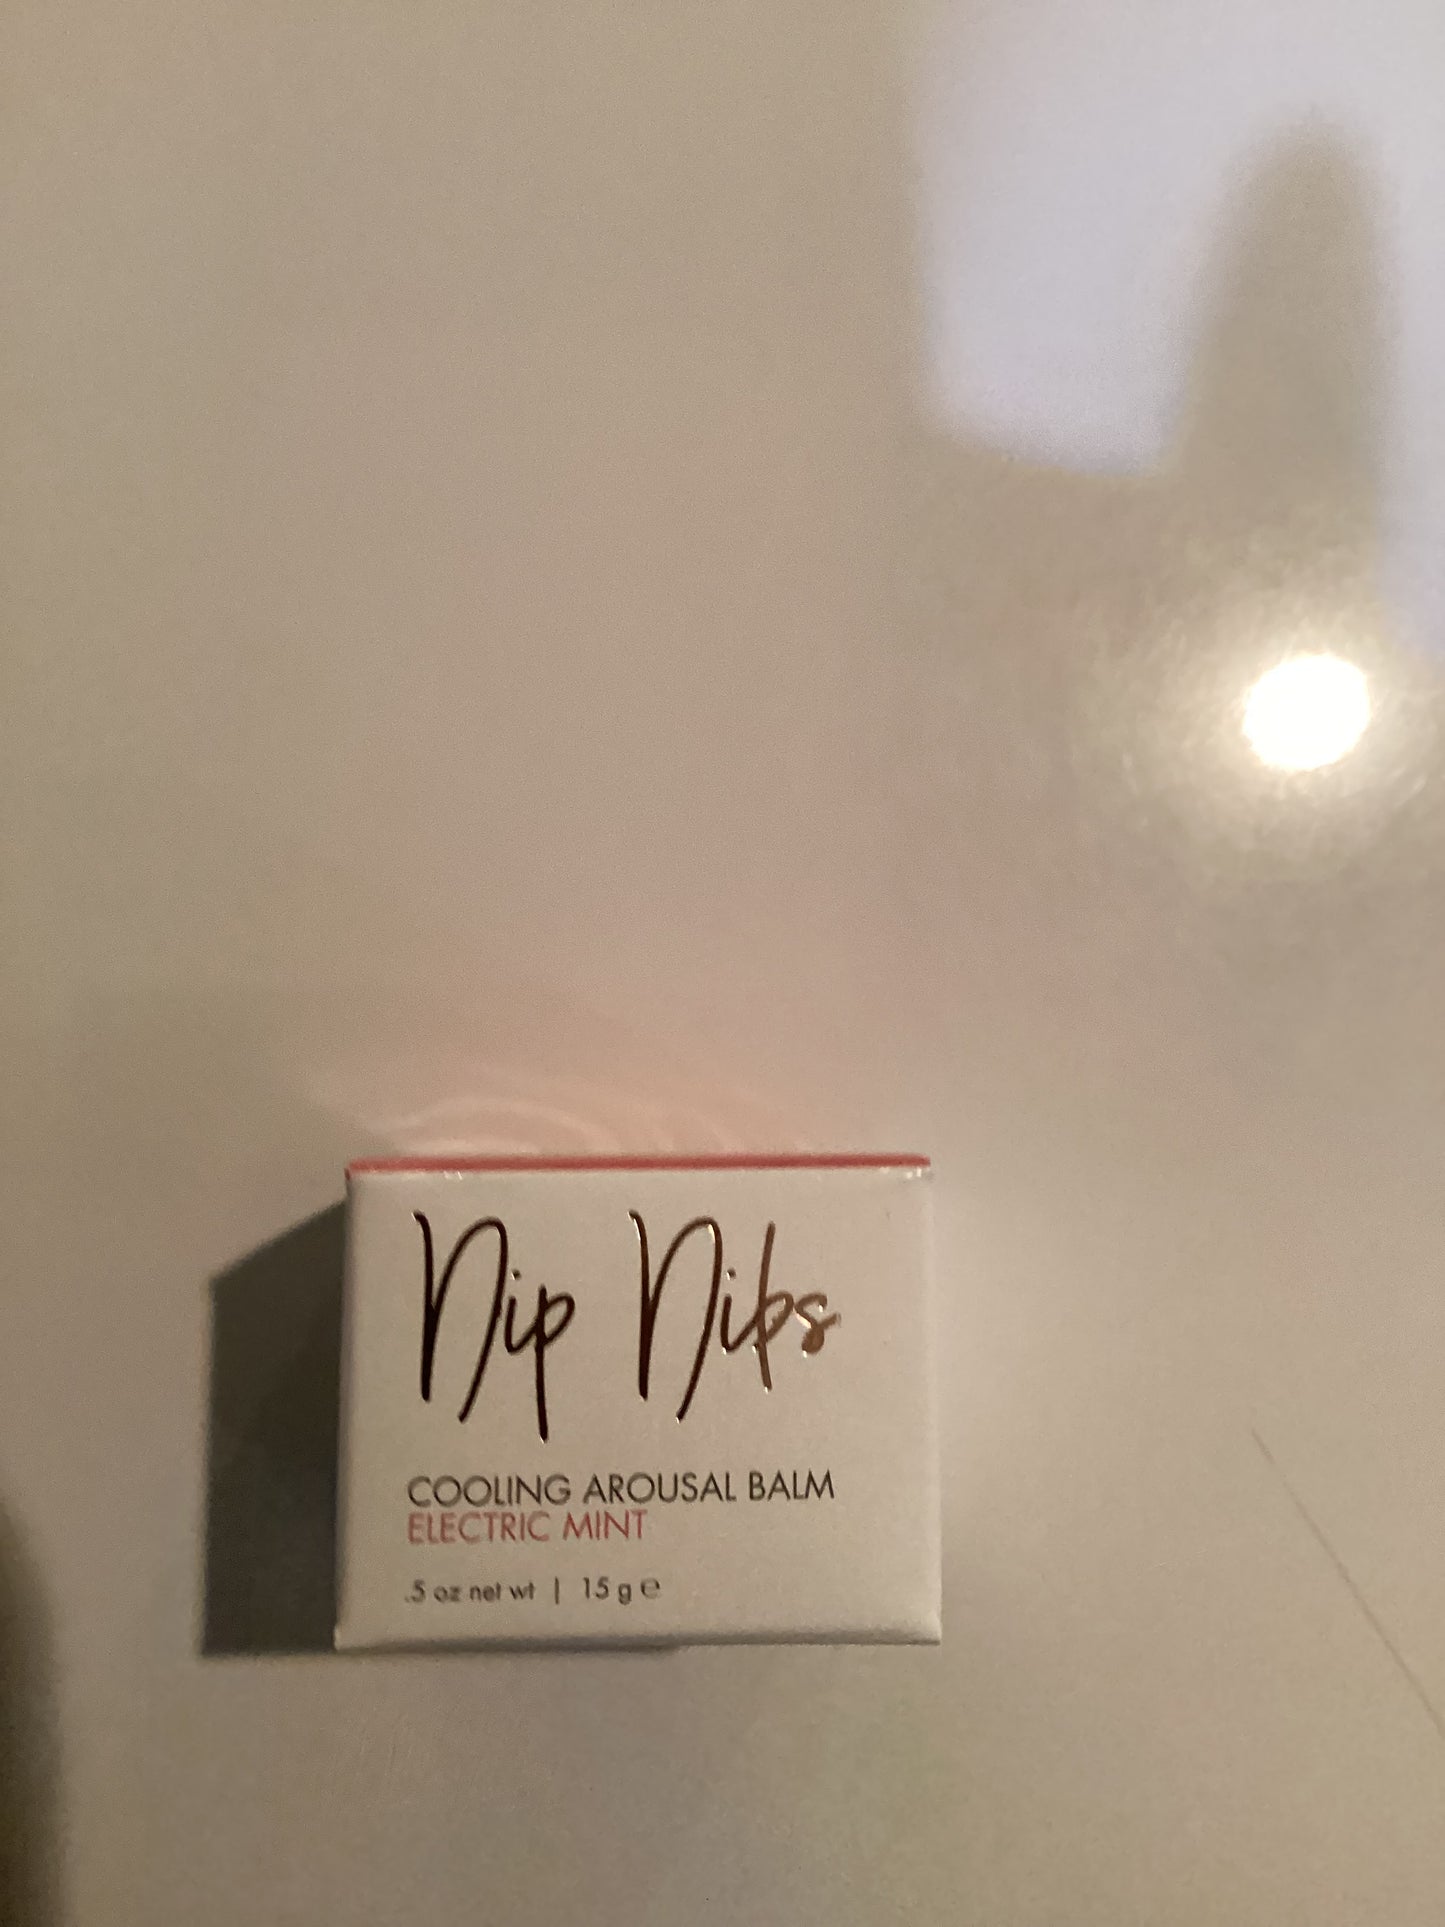 Nip Nibs
COOLING AROUSAL BALM
ELECTRIC MINT
.5 oz net wt | 15 g ℮